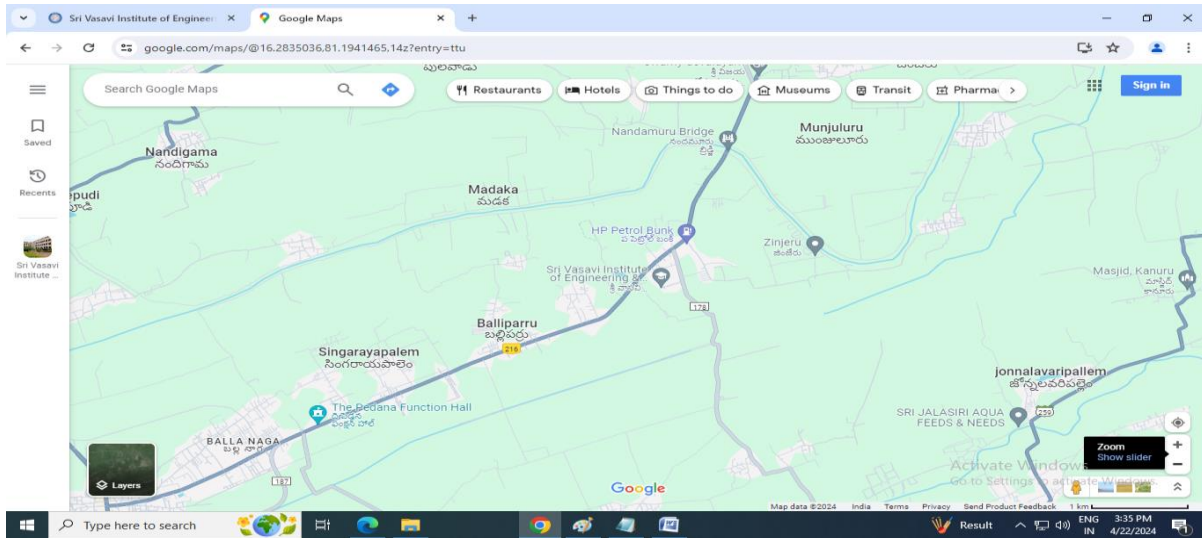 Sri Vasavi Institute of Engineer
Google Maps
google.com/maps/@16.2835036,81.1941465,14z?entry=ttu
Search Google Maps
Restaurants
Hotels
Things to do
Museums
Transit
Pharma
Sign in
Saved
Recents
Sri Vasavi
Institute ...
Nandigama
నందిగామ
Nandamuru Bridge
Munjuluru
ముంజులూరు
Madaka
మడక
HP Petrol Bunk
Zinjeru
జింజేరు
Sri Vasavi Institute
of Engineering &...
Masjid, Kanuru
178
Balliparru
బల్లిపర్రు
216
Singarayapalem
సింగరాయపాలెం
jonnalavaripallem
జోన్నలవరిపల్లెం
The Pedana Function Hall
SRI JALASIRI AQUA
FEEDS & NEEDS
BALLA NAGA
187
Layers
Google
Zoom
Show slider
Activate Windows
Go to Settings to activate Windows.
Map data ©2024
India
Terms
Privacy
Send Product Feedback
1 km
Type here to search
Result
ENG
IN
3:35 PM
4/22/2024